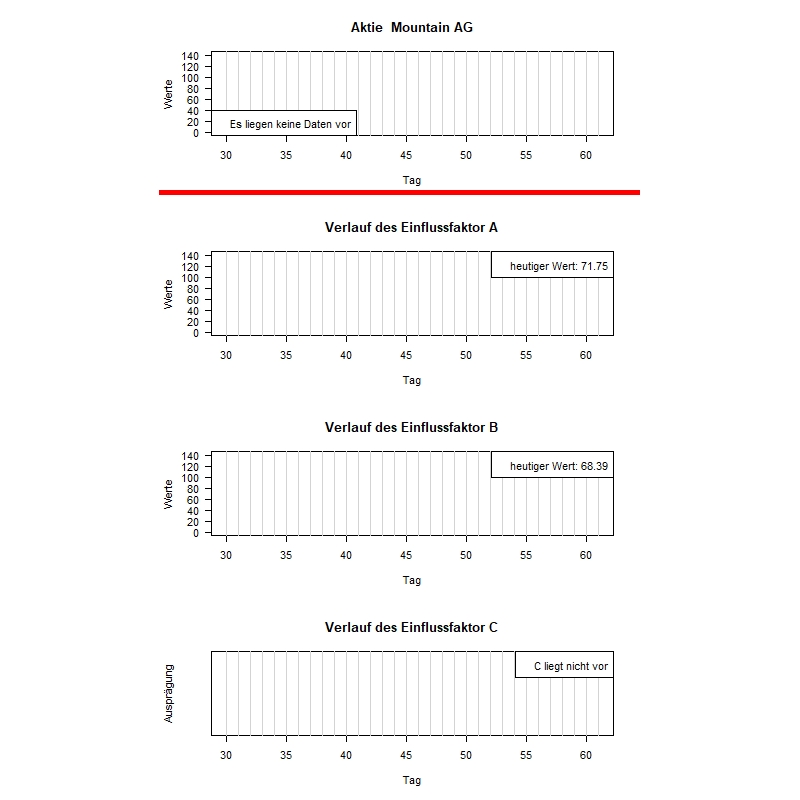 Aktie  Mountain AG
Werte
140
120
100
80
60
40
20
0
Es liegen keine Daten vor
30 35 40 45 50 55 60
Tag
Verlauf des Einflussfaktor A
Werte
140
120
100
80
60
40
20
0
heutiger Wert: 71.75
30 35 40 45 50 55 60
Tag
Verlauf des Einflussfaktor B
Werte
140
120
100
80
60
40
20
0
heutiger Wert: 68.39
30 35 40 45 50 55 60
Tag
Verlauf des Einflussfaktor C
Ausprägung
C liegt nicht vor
30 35 40 45 50 55 60
Tag